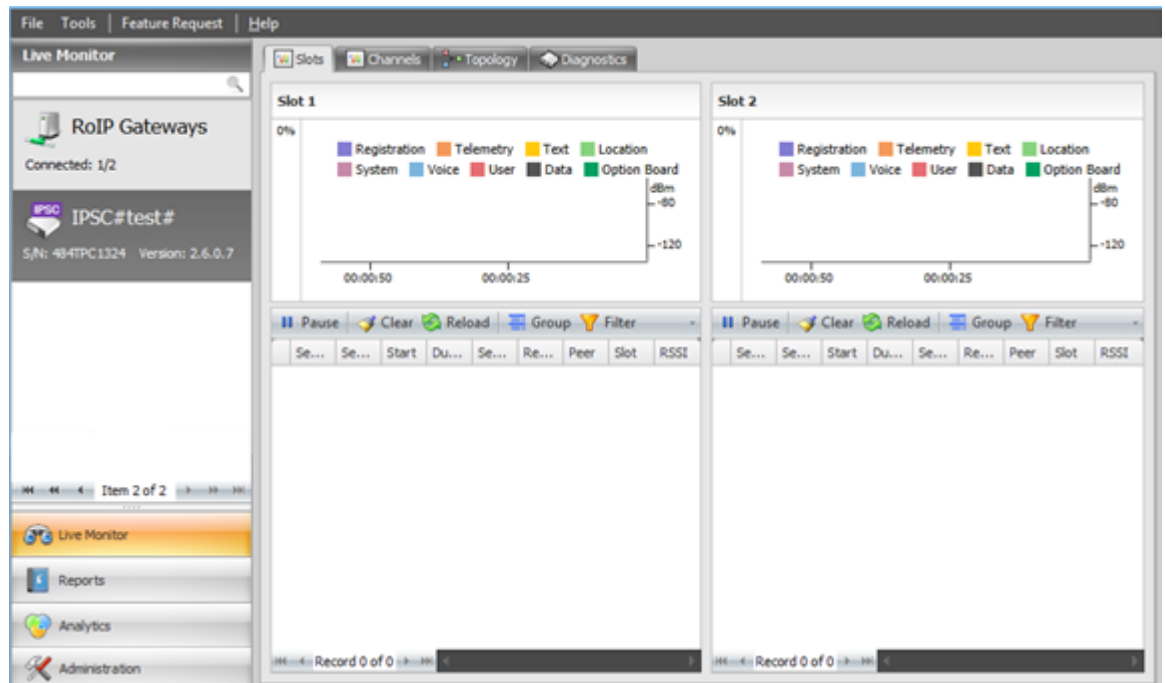 File Tools Feature Request Help
Live Monitor
RoIP Gateways
Connected: 1/2
IPSC
IPSC#test#
S/N: 484TPC1324 Version: 2.6.0.7
Item 2 of 2
Live Monitor
Reports
Analytics
Administration
Slots Channels Topology Diagnostics
Slot 1
0%
Registration Telemetry Text Location
System Voice User Data Option Board
dBm
-80
-120
00:00:50 00:00:25
Pause Clear Reload Group Filter
Se... Se... Start Du... Se... Re... Peer Slot RSSI
Record 0 of 0
Slot 2
0%
Registration Telemetry Text Location
System Voice User Data Option Board
dBm
-80
-120
00:00:50 00:00:25
Pause Clear Reload Group Filter
Se... Se... Start Du... Se... Re... Peer Slot RSSI
Record 0 of 0